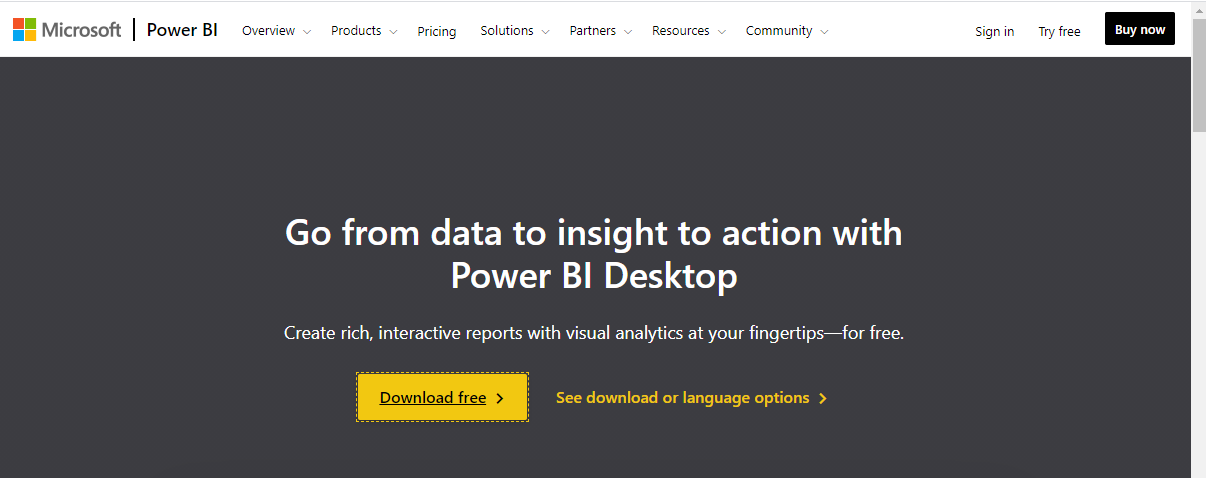 Microsoft Power BI Overview Products Pricing Solutions Partners Resources Community Sign in Try free Buy now
Go from data to insight to action with
Power BI Desktop
Create rich, interactive reports with visual analytics at your fingertips—for free.
Download free See download or language options